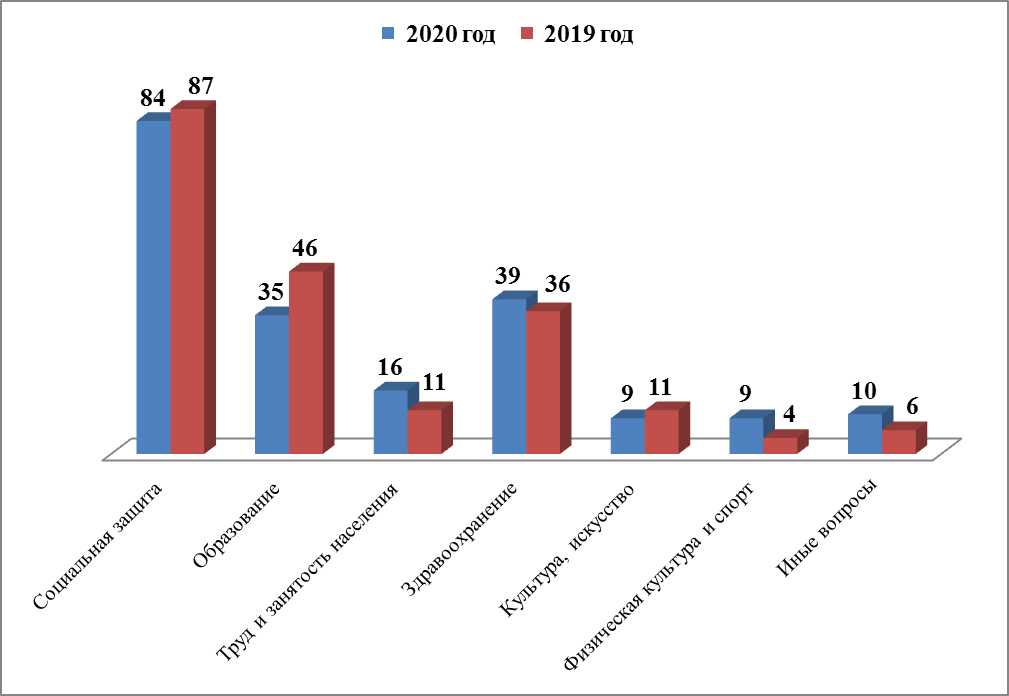 2020 год 2019 год
84 87
35 46
16 11
39 36
9 11
9 4
10 6
Социальная защита
Образование
Труд и занятость населения
Здравоохранение
Культура, искусство
Физическая культура и спорт
Иные вопросы